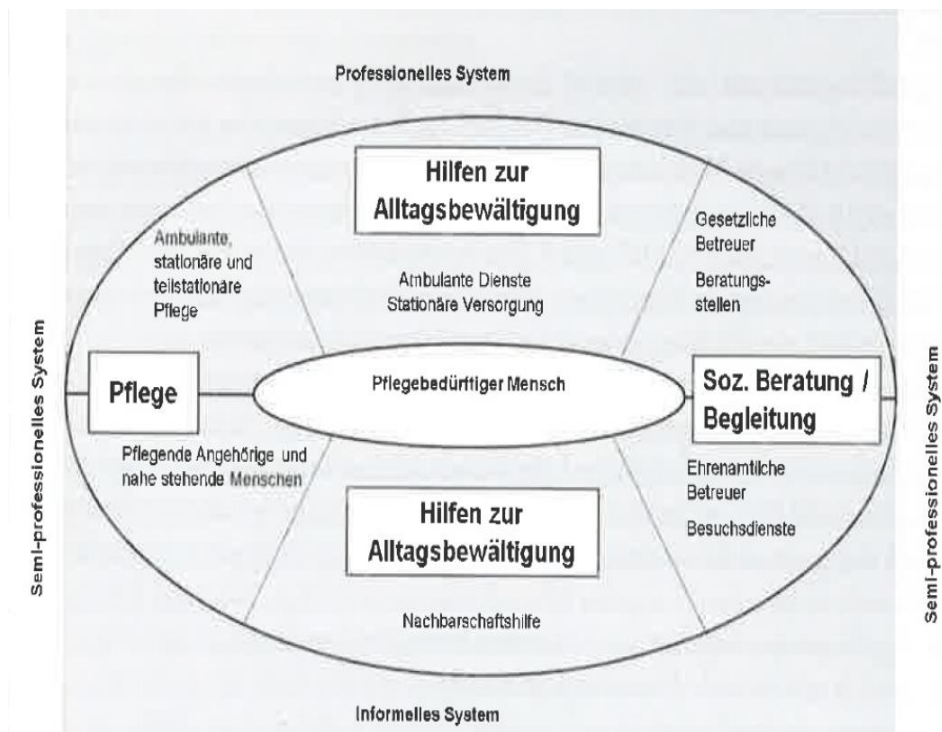 Professionelles System
Hilfen zur
Alltagsbewältigung
Ambulante,
stationäre und
teilstationäre
Pflege
Ambulante Dienste
Stationäre Versorgung
Gesetzliche
Betreuer
Beratungs-
stellen
Semi-professionelles System
Pflege
Pflegebedürftiger Mensch
Soz. Beratung /
Begleitung
Semi-professionelles System
Pflegende Angehörige und
nahe stehende Menschen
Hilfen zur
Alltagsbewältigung
Ehrenamtliche
Betreuer
Besuchsdienste
Nachbarschaftshilfe
Informelles System